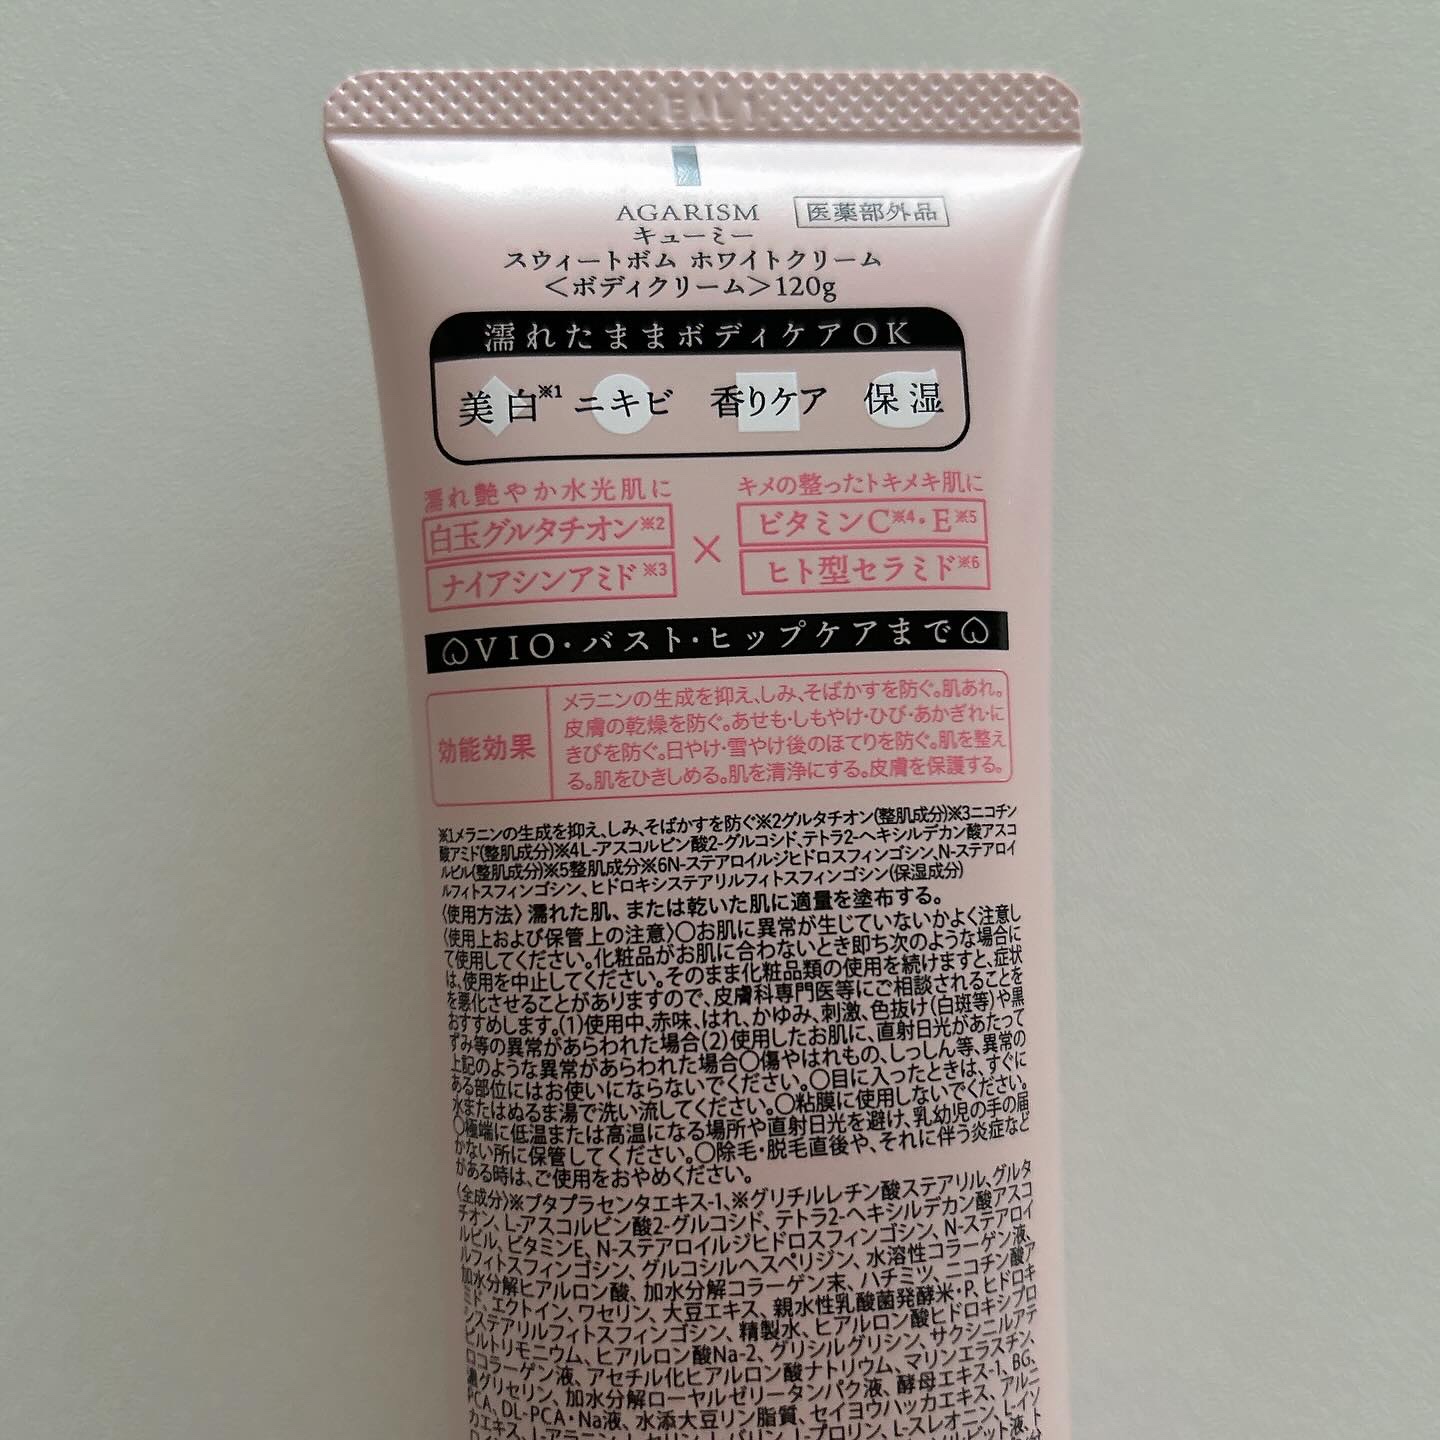 AGARISM 医薬部外品
キューミー
スウィートボム ホワイトクリーム
<ボディクリーム>120g
濡れたままボディケアOK
美白※1 ニキビ 香りケア 保湿
濡れ艶やか水光肌に キメの整ったトキメキ肌に
白玉グルタチオン※2 × ビタミンC※4・E※5
ナイアシンアミド※3 ヒト型セラミド※6
VIO・バスト・ヒップケアまで
効能効果
メラニンの生成を抑え、しみ、そばかすを防ぐ。肌あれ。
皮膚の乾燥を防ぐ。あせも・しもやけ・ひび・あかぎれ・に
きびを防ぐ。日やけ・雪やけ後のほてりを防ぐ。肌を整え
る。肌をひきしめる。肌を清浄にする。皮膚を保護する。
※1メラニンの生成を抑え、しみ、そばかすを防ぐ※2グルタチオン(整肌成分)※3ニコチン
酸アミド(整肌成分)※4L-アスコルビン酸2-グルコシド、テトラ2-ヘキシルデカン酸アスコ
ルビル(整肌成分)※5整肌成分※6N-ステアロイルジヒドロスフィンゴシン、N-ステアロイ
ルフィトスフィンゴシン、ヒドロキシステアリルフィトスフィンゴシン(保湿成分)
〈使用方法〉濡れた肌、または乾いた肌に適量を塗布する。
〈使用上および保管上の注意〉○お肌に異常が生じていないかよく注意し
て使用してください。化粧品がお肌に合わないとき即ち次のような場合に
は、使用を中止してください。そのまま化粧品類の使用を続けますと、症状
を悪化させることがありますので、皮膚科専門医等にご相談されることを
おすすめします。(1)使用中、赤味、はれ、かゆみ、刺激、色抜け(白斑等)や黒
ずみ等の異常があらわれた場合(2)使用したお肌に、直射日光があたって
上記のような異常があらわれた場合○傷やはれもの、しっしん等、異常の
ある部位にはお使いにならないでください。○目に入ったときは、すぐに
水またはぬるま湯で洗い流してください。○粘膜に使用しないでください。
○極端に低温または高温になる場所や直射日光を避け、乳幼児の手の届
かない所に保管してください。○除毛・脱毛直後や、それに伴う炎症など
がある時は、ご使用をおやめください。
〈全成分〉※プタプラセンタエキス-1、※グリチルレチン酸ステアリル、グルタ
チオン、L-アスコルビン酸2-グルコシド、テトラ2-ヘキシルデカン酸アスコ
ルビル、ビタミンE、N-ステアロイルジヒドロスフィンゴシン、N-ステアロイ
ルフィトスフィンゴシン、グルコシルヘスペリジン、水溶性コラーゲン液、
加水分解ヒアルロン酸、加水分解コラーゲン末、ハチミツ、ニコチン酸ア
ミド、エクトイン、ワセリン、大豆エキス、親水性乳酸菌発酵米・P、ヒドロキ
システアリルフィトスフィンゴシン、精製水、ヒアルロン酸ヒドロキシプロ
ピルトリモニウム、ヒアルロン酸Na-2、グリシルグリシン、サクシニルアテ
ロコラーゲン液、アセチル化ヒアルロン酸ナトリウム、マリンエラスチン、
濃グリセリン、加水分解ローヤルゼリータンパク液、酵母エキス-1、BG、
PCA、DL-PCA・Na液、水添大豆リン脂質、セイヨウハッカエキス、アルニ
カエキス、L-アラニン、L-セリン、L-バリン、L-プロリン、L-スレオニン、L-イソ